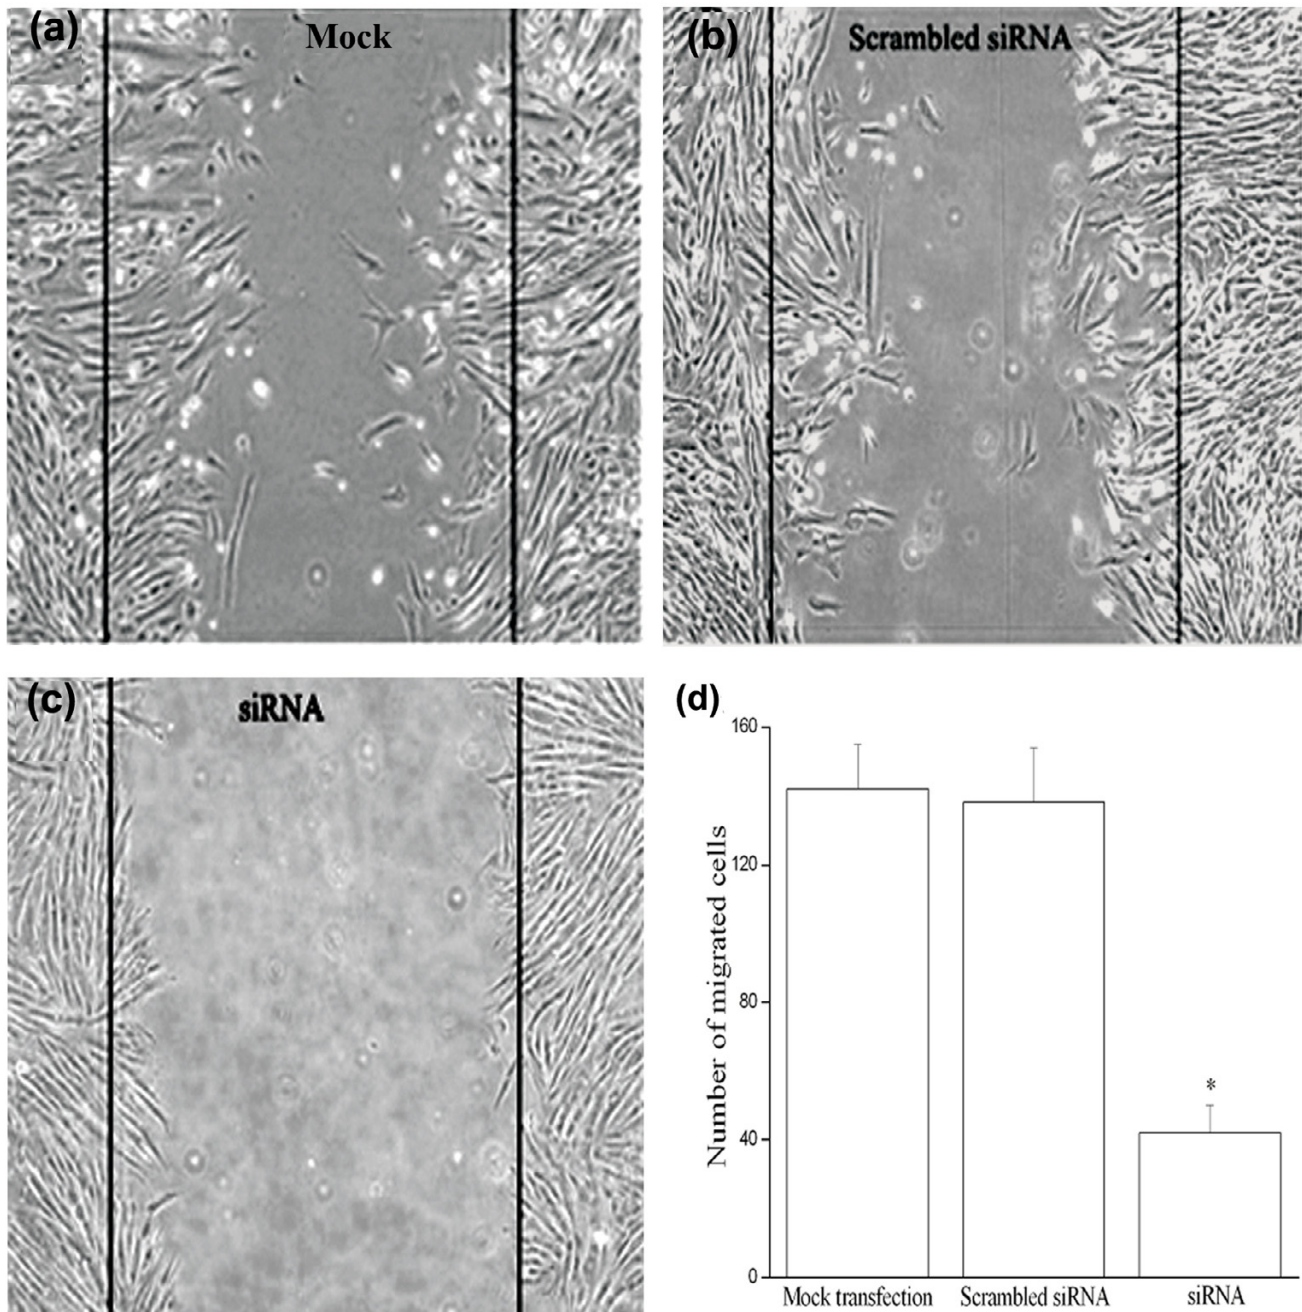 (a)
Mock
(b)
Scrambled siRNA
(c)
siRNA
(d)
Number of migrated cells
160
120
80
40
0
*
Mock transfection
Scrambled siRNA
siRNA